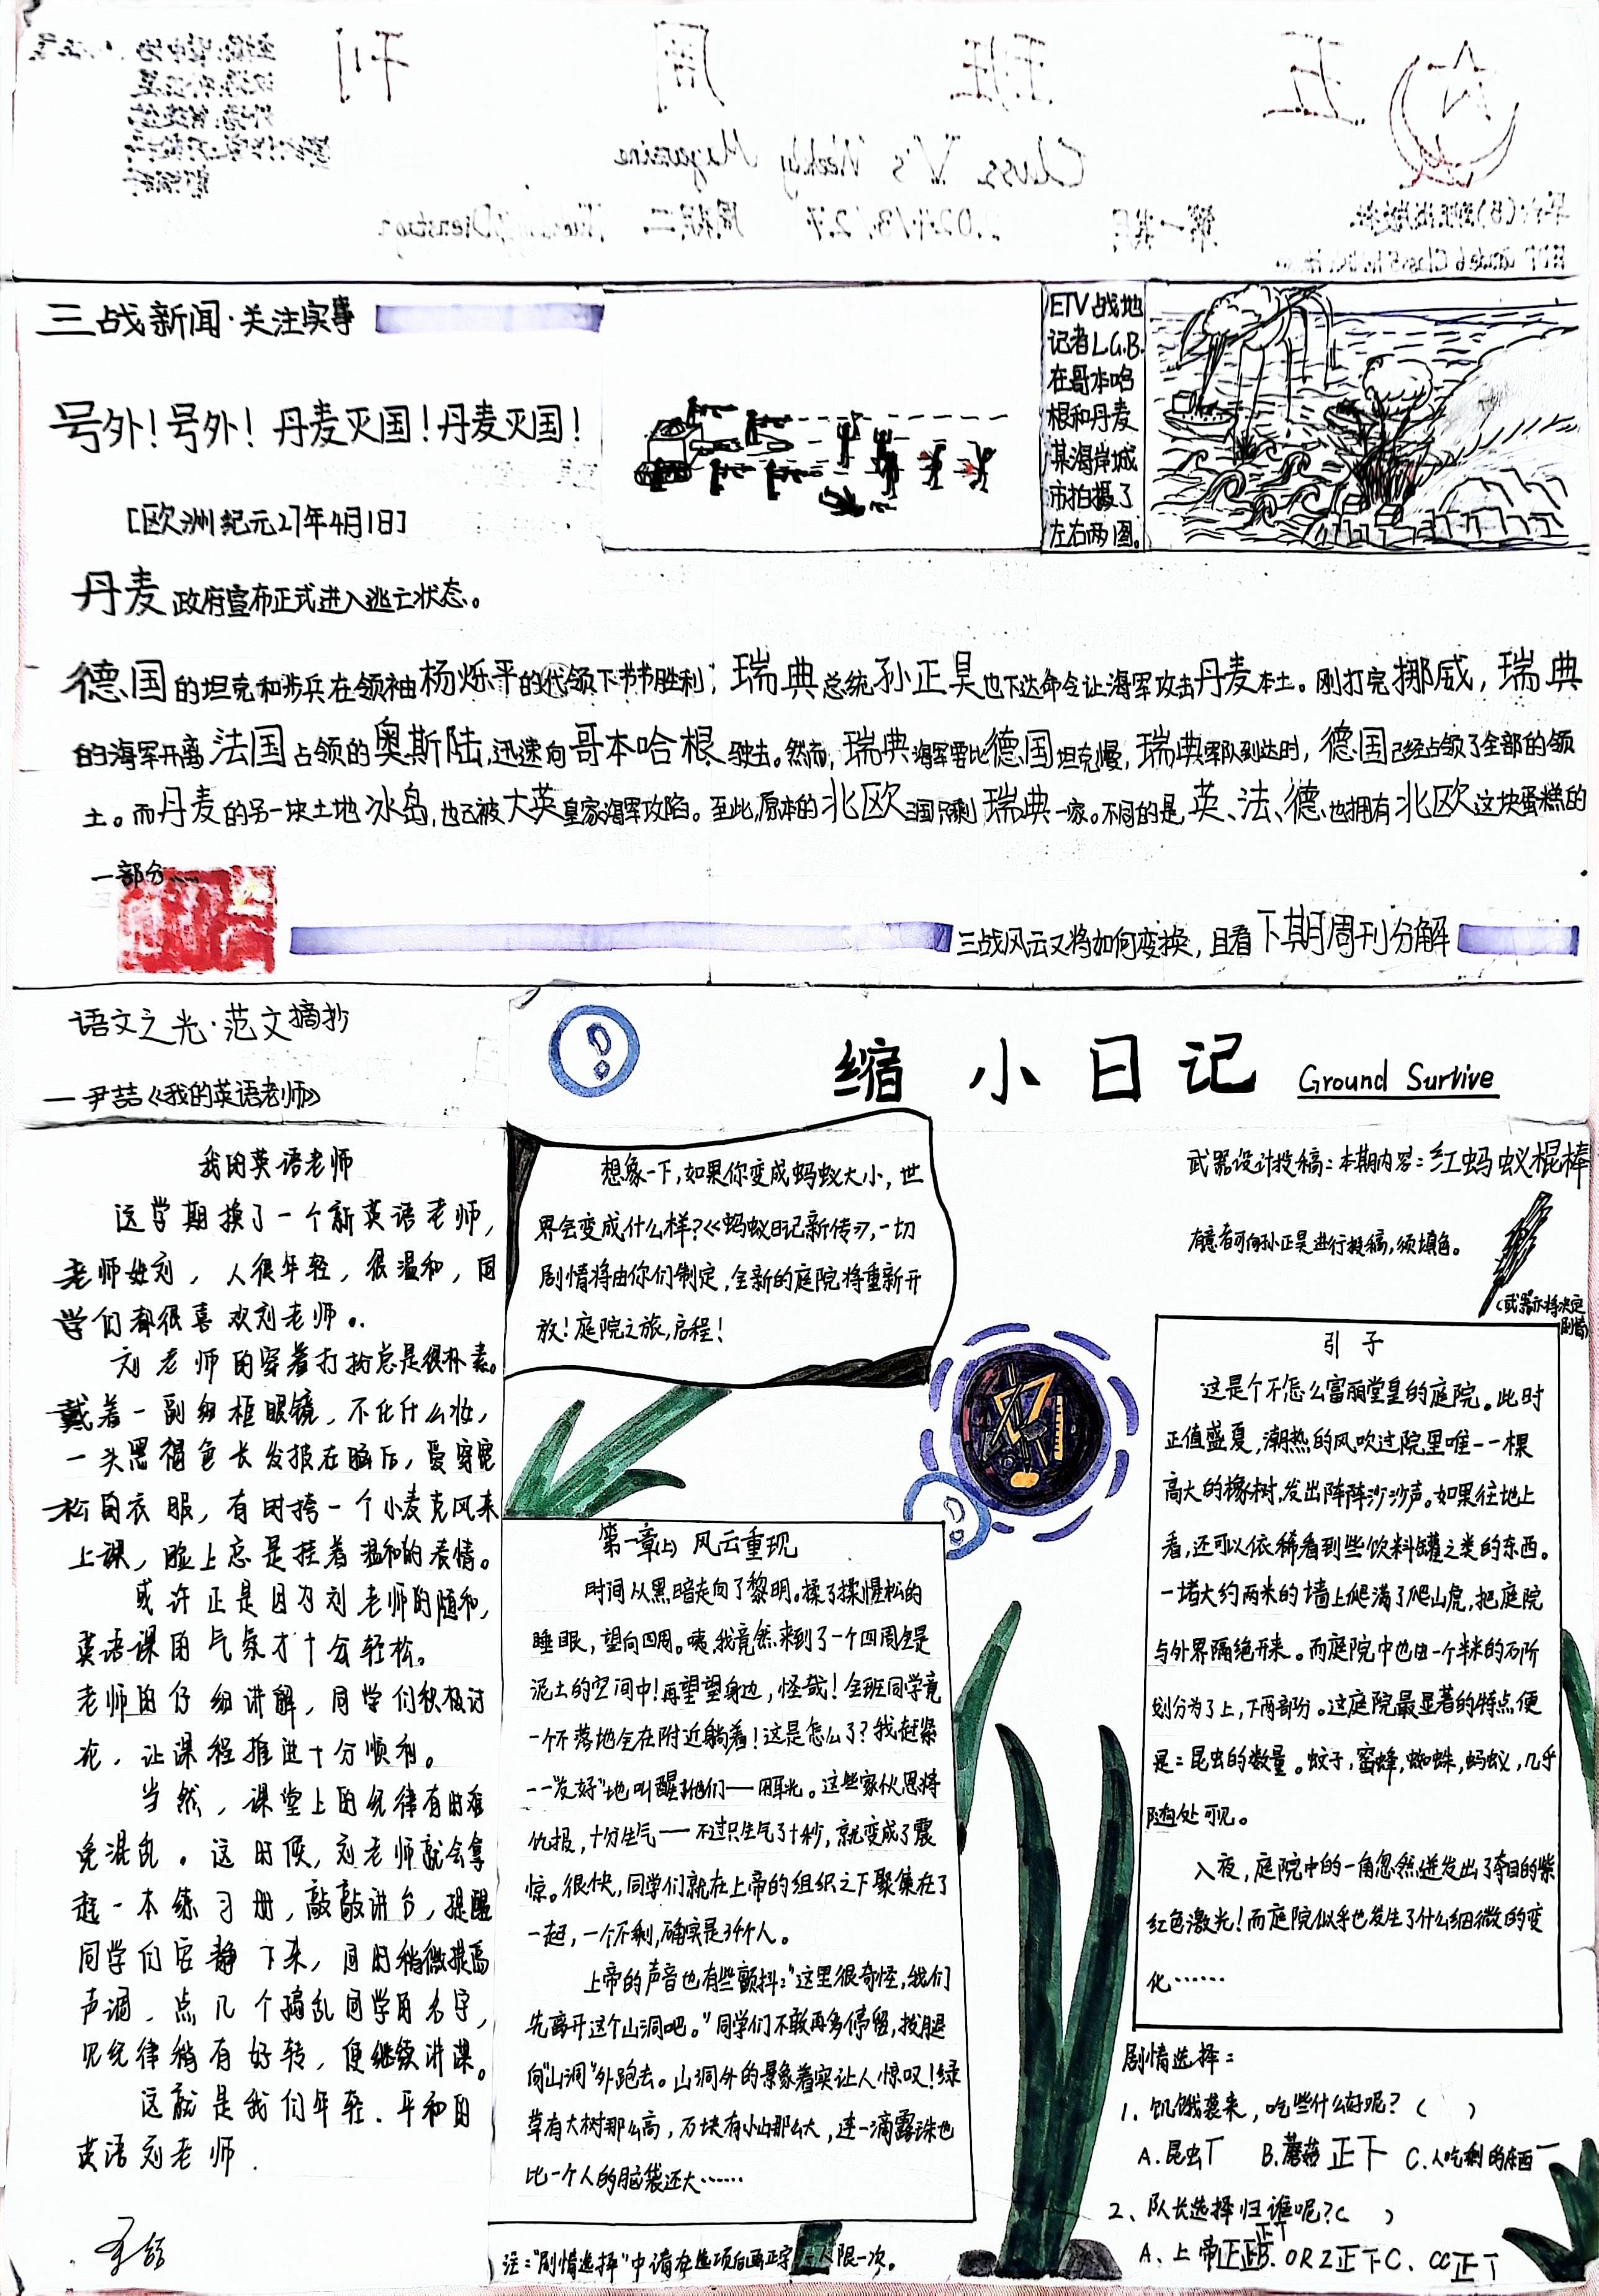 五班周刊
Class V's Weekly Magazine
第一期 2024/3/27 周期二
三战新闻·关注实事
号外！号外！丹麦灭国！丹麦灭国！
[欧洲纪元27年4月1日]
ETV战地
记者L.G.B.
在哥本哈
根和丹麦
某海岸城
市拍摄了
左右两图。
丹麦政府宣布正式进入逃亡状态。
德国的坦克和步兵在领袖杨烁平的代领下节节胜利；瑞典总统孙正昊也下达命令让海军攻击丹麦本土。刚打完挪威，瑞典
的海军开离法国占领的奥斯陆，迅速向哥本哈根驶去。然而，瑞典海军要比德国坦克慢，瑞典军队到达时，德国已经占领了全部的领
土。而丹麦的另一块土地冰岛，也已被大英皇家海军攻陷。至此，原本的北欧三国只剩瑞典一家。不同的是，英、法、德也拥有北欧这块蛋糕的
一部分……
三战风云又将如何变换，且看下期周刊分解
语文之光·范文摘抄
—尹喆《我的英语老师》
我的英语老师
这学期换了一个新英语老师，
老师姓刘，人很年轻，很温和，同
学们都很喜欢刘老师。.
刘老师的穿着打扮总是很朴素。
戴着一副细框眼镜，不化什么妆，
一头黑褐色长发披在脑后，爱穿宽
松的衣服，有时挎一个小麦克风来
上课，脸上总是挂着温和的表情。
或许正是因为刘老师的随和，
英语课的气氛才十分轻松。
老师的仔细讲解，同学们积极讨
论，让课程推进十分顺利。
当然，课堂上的纪律有时难
免混乱。这时候，刘老师就会拿
起一本练习册，敲敲讲台，提醒
同学们安静下来，同时稍微提高
声调，点几个捣乱同学的名字，
见纪律稍有好转，便继续讲课。
这就是我们年轻、平和的
英语刘老师.
缩小日记 Ground Survive
想象一下，如果你变成蚂蚁大小，世
界会变成什么样？《蚂蚁日记新传》，一切
剧情将由你们制定，全新的庭院将重新开
放！庭院之旅，启程！
武器设计投稿：本期内容：红蚂蚁棍棒
有意者可向孙正昊进行投稿，须填色。
（武器亦将决定
剧情）
第一章(上) 风云重现
时间从黑暗走向了黎明。揉了揉惺松的
睡眼，望向四周。咦，我竟然来到了一个四周全是
泥土的空间中！再望望身边，怪哉！全班同学竟
一个不落地全在附近躺着！这是怎么了？我赶紧
一一"友好"地叫醒了他们——用耳光。这些家伙恩将
仇报，十分生气——不过只生气了十秒，就变成了震
惊。很快，同学们就在上帝的组织之下聚集在了
一起，一个不剩，确实是34个人。
上帝的声音也有些颤抖："这里很奇怪，我们
先离开这个山洞吧。"同学们不敢再多停留，拔腿
向"山洞"外跑去。山洞外的景象着实让人惊叹！绿
草有大树那么高，石块有小山那么大，连一滴露珠也
比一个人的脑袋还大……
注："剧情选择"中请在选项后画正字，一人限一次。
引子
这是个不怎么富丽堂皇的庭院。此时
正值盛夏，潮热的风吹过院里唯一一棵
高大的橡树，发出阵阵沙沙声。如果往地上
看，还可以依稀看到些饮料罐之类的东西。
一堵大约两米的墙上爬满了爬山虎，把庭院
与外界隔绝开来。而庭院中也由一个半米的石阶
划分为了上，下两部分。这庭院最显著的特点便
是：昆虫的数量。蚊子，蜜蜂，蜘蛛，蚂蚁，几乎
随处可见。
入夜，庭院中的一角忽然迸发出了夺目的紫
红色激光！而庭院似乎也发生了什么细微的变
化……
剧情选择：
1、饥饿袭来，吃些什么好呢？（ ）
A.昆虫 B.蘑菇 正下 C.人吃剩的东西 一
2、队长选择归谁呢？（ ）
A.上帝 正正正 B.ORZ 正下 C.CC 正